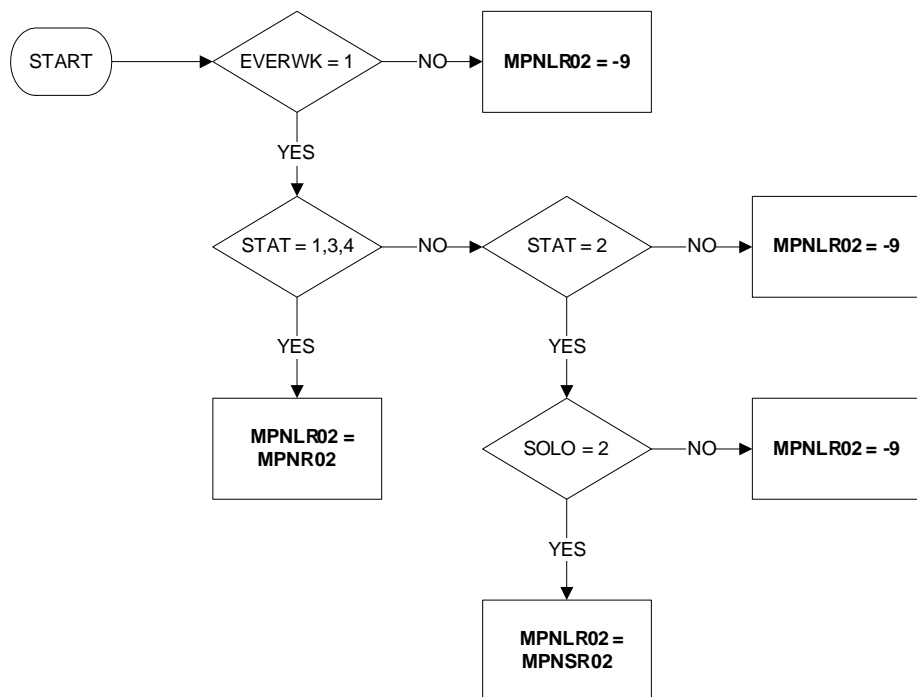 START
EVERWK = 1
NO
MPNLR02 = -9
YES
STAT = 1,3,4
NO
STAT = 2
NO
MPNLR02 = -9
YES
YES
MPNLR02 =
MPNR02
SOLO = 2
NO
MPNLR02 = -9
YES
MPNLR02 =
MPNSR02